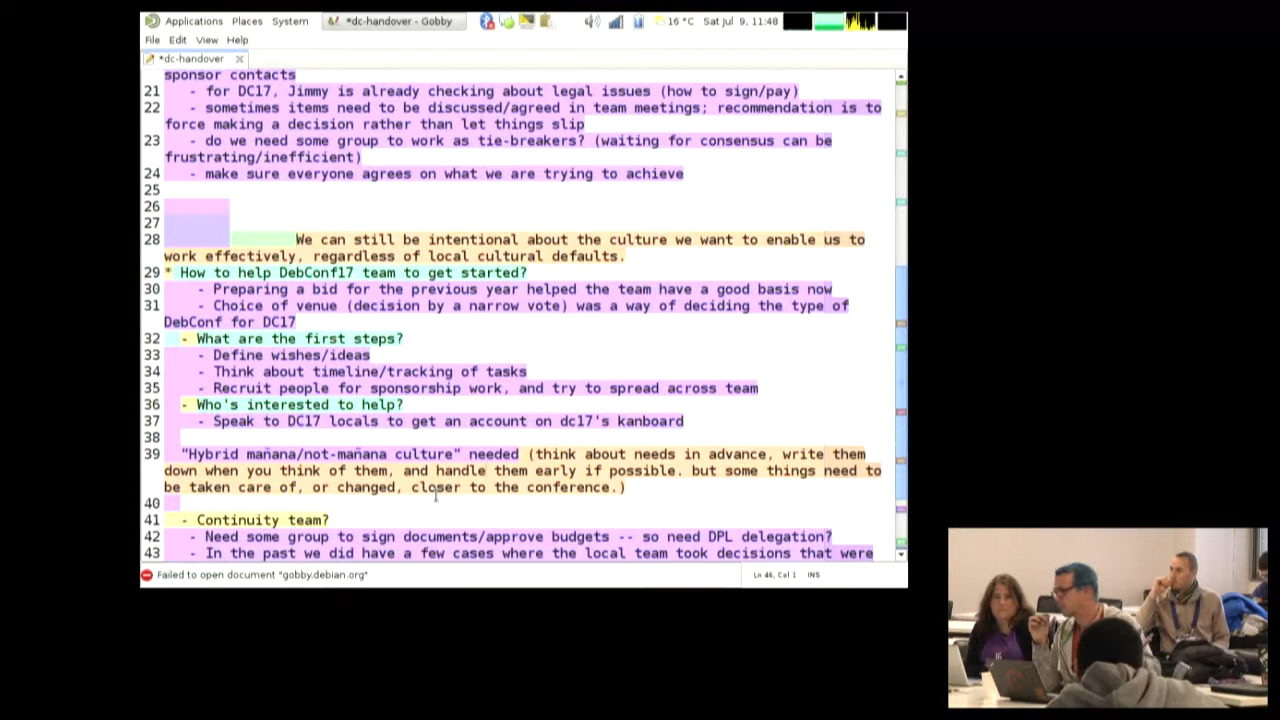 Applications Places System *dc-handover - Gobby 16 °C Sat Jul 9, 11:48
File Edit View Help
*dc-handover
sponsor contacts
21 - for DC17, Jimmy is already checking about legal issues (how to sign/pay)
22 - sometimes items need to be discussed/agreed in team meetings; recommendation is to
force making a decision rather than let things slip
23 - do we need some group to work as tie-breakers? (waiting for consensus can be
frustrating/inefficient)
24 - make sure everyone agrees on what we are trying to achieve
25
26
27
28 We can still be intentional about the culture we want to enable us to
work effectively, regardless of local cultural defaults.
29 * How to help DebConf17 team to get started?
30 - Preparing a bid for the previous year helped the team have a good basis now
31 - Choice of venue (decision by a narrow vote) was a way of deciding the type of
DebConf for DC17
32 - What are the first steps?
33 - Define wishes/ideas
34 - Think about timeline/tracking of tasks
35 - Recruit people for sponsorship work, and try to spread across team
36 - Who's interested to help?
37 - Speak to DC17 locals to get an account on dc17's kanboard
38
39 "Hybrid mañana/not-mañana culture" needed (think about needs in advance, write them
down when you think of them, and handle them early if possible. but some things need to
be taken care of, or changed, closer to the conference.)
40
41 - Continuity team?
42 - Need some group to sign documents/approve budgets -- so need DPL delegation?
43 - In the past we did have a few cases where the local team took decisions that were
Failed to open document "gobby.debian.org" Ln 46, Col 1 INS